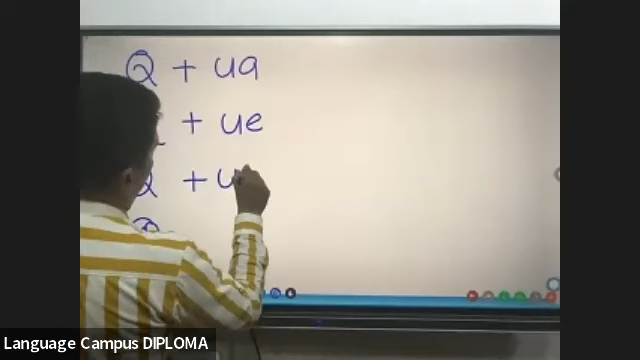 Q + ua
+ ue
Q + u
Q
Language Campus DIPLOMA